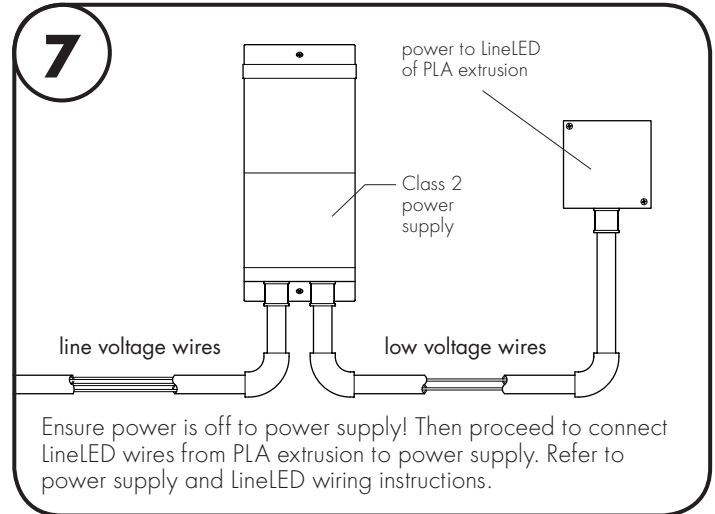 7
power to LineLED
of PLA extrusion
Class 2
power
supply
line voltage wires
low voltage wires
Ensure power is off to power supply! Then proceed to connect
LineLED wires from PLA extrusion to power supply. Refer to
power supply and LineLED wiring instructions.